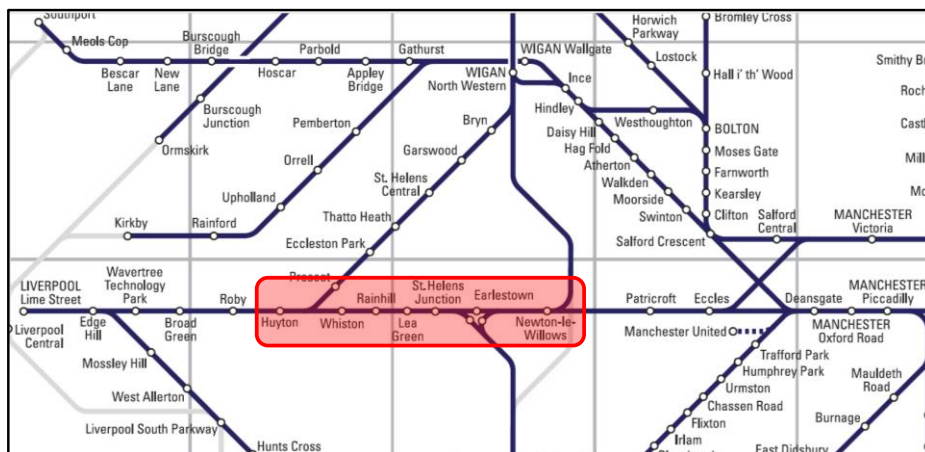 Southport
Meols Cop
Bescar
Lane
New
Lane
Burscough
Bridge
Hoscar
Parbold
Appley
Bridge
Gathurst
WIGAN Wallgate
WIGAN
North Western
Horwich
Parkway
Lostock
Bromley Cross
Hall i' th' Wood
Smithy
Ince
Hindley
Westhoughton
BOLTON
Burscough
Junction
Ormskirk
Pemberton
Orrell
Upholland
Kirkby
Rainford
Bryn
Garswood
St. Helens
Central
Thatto Heath
Eccleston Park
Prescot
Daisy Hill
Hag Fold
Atherton
Walkden
Moorside
Swinton
Salford Crescent
Moses Gate
Farnworth
Kearsley
Clifton
Salford
Central
MANCHESTER
Victoria
LIVERPOOL
Lime Street
Liverpool
Central
Edge
Hill
Wavertree
Technology
Park
Broad
Green
Roby
Huyton
Whiston
Rainhill
Lea
Green
St. Helens
Junction
Earlestown
Newton-le-
Willows
Patricroft
Eccles
Deansgate
MANCHESTER
Piccadilly
MANCHESTER
Oxford Road
Manchester United
Trafford Park
Humphrey Park
Urmston
Chassen Road
Flixton
Irlam
Mauldeth
Road
Burnage
East Didsbury
Mossley Hill
West Allerton
Liverpool South Parkway
Hunts Cross